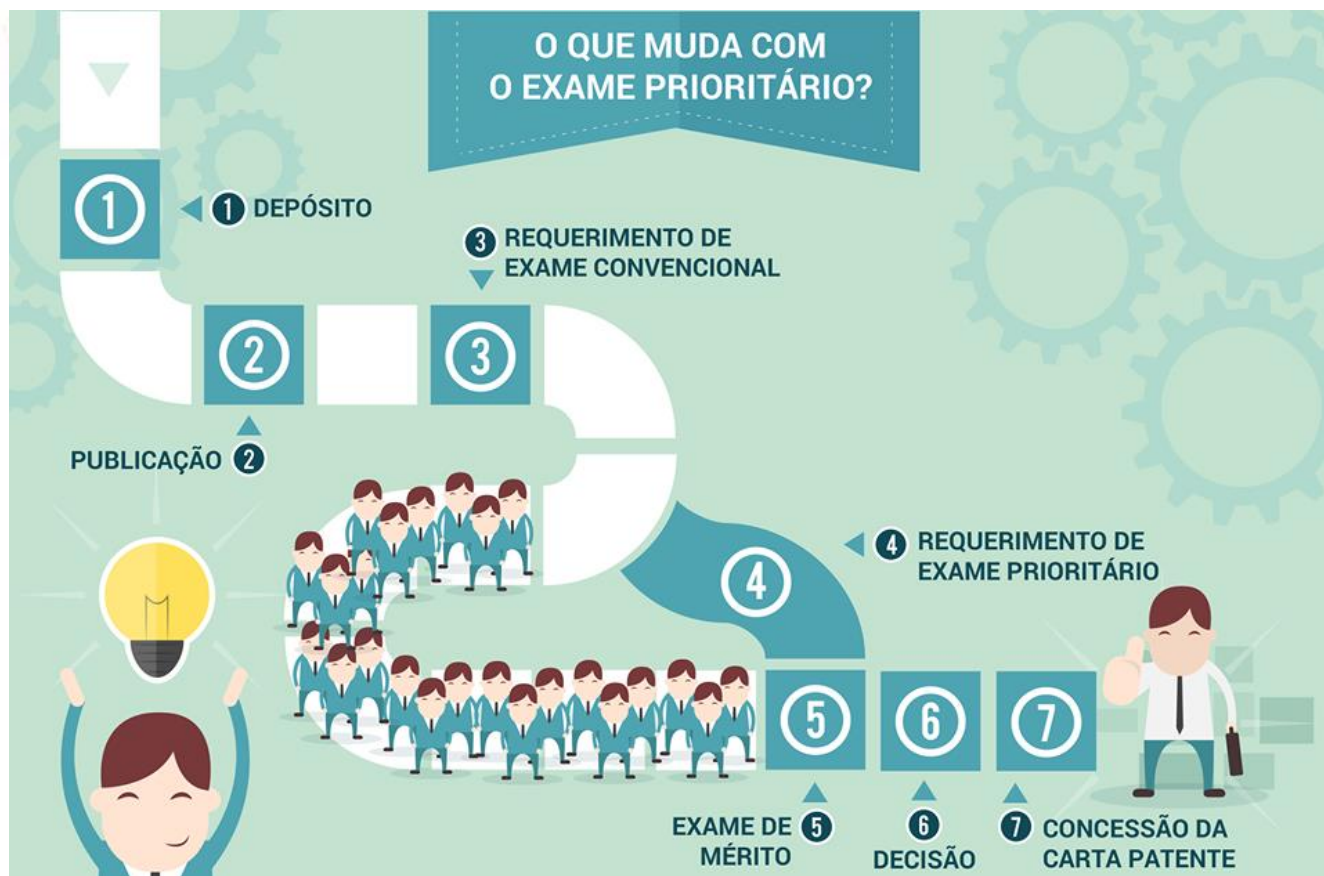 O QUE MUDA COM
O EXAME PRIORITÁRIO?
1
1 DEPÓSITO
3 REQUERIMENTO DE
EXAME CONVENCIONAL
2
3
PUBLICAÇÃO 2
4
4 REQUERIMENTO DE
EXAME PRIORITÁRIO
5
6
7
EXAME DE 5
MÉRITO
6
DECISÃO
7 CONCESSÃO DA
CARTA PATENTE